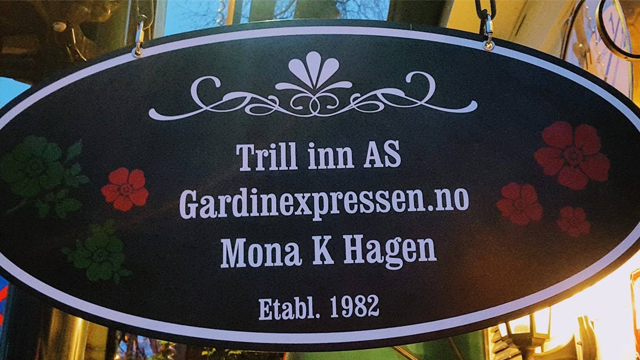 Trill inn AS
Gardinexpressen.no
Mona K Hagen
Etabl. 1982